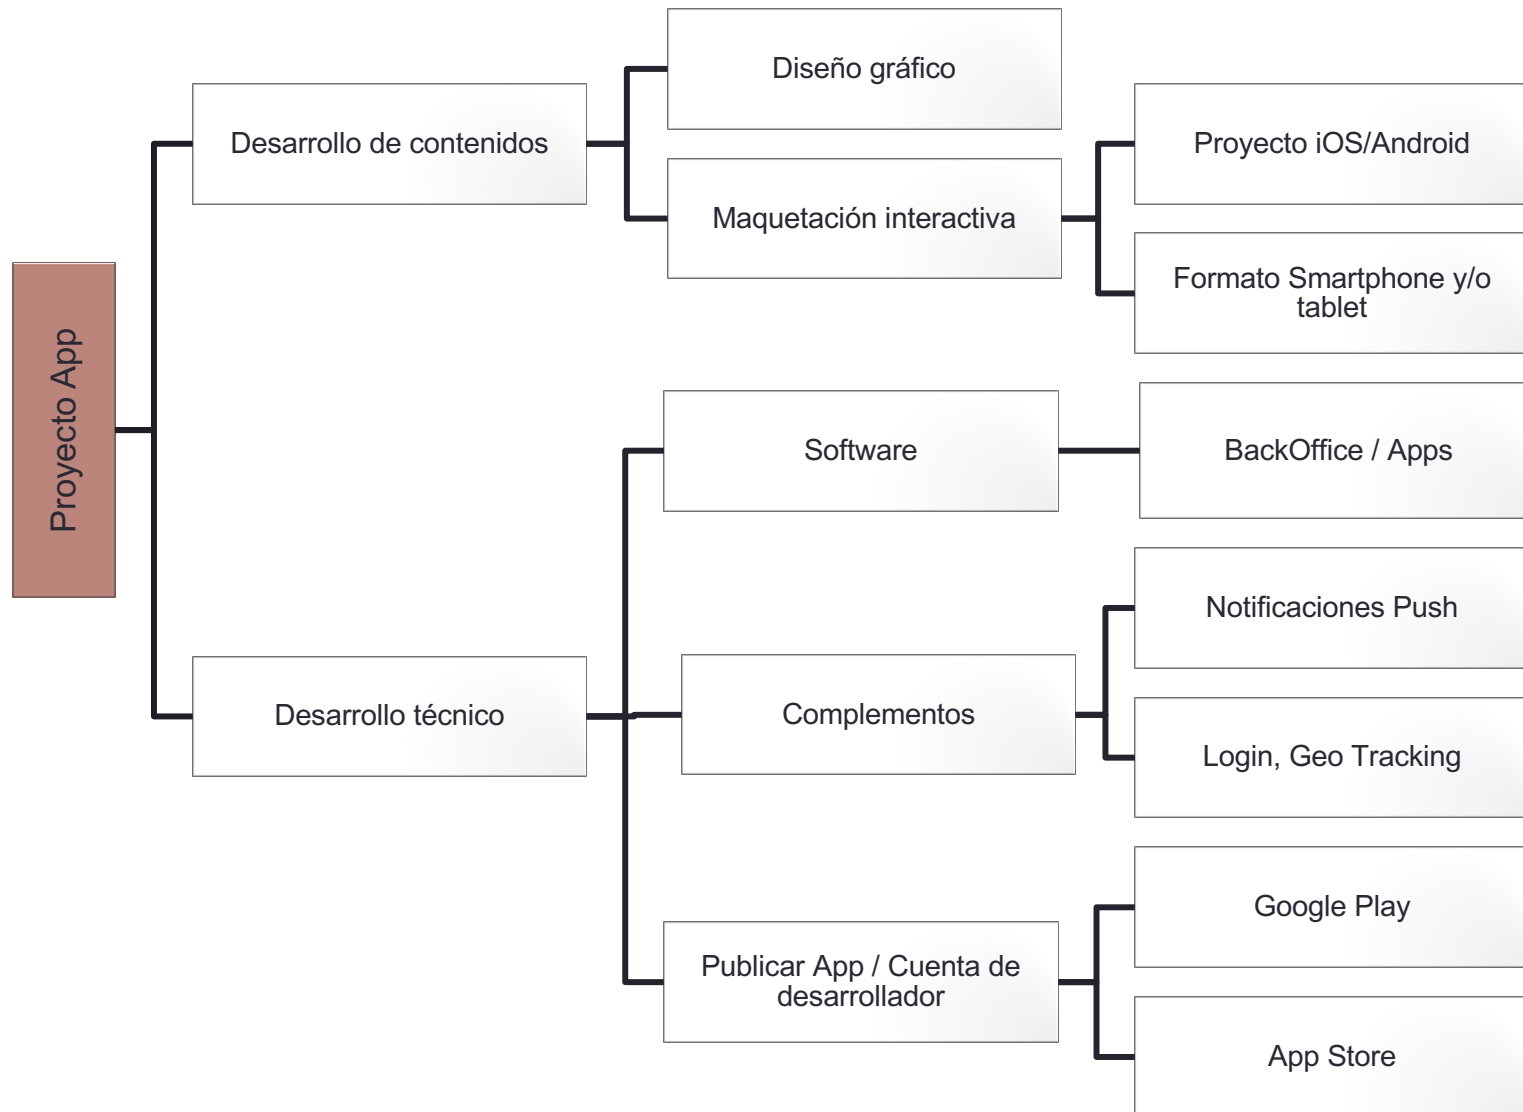 Proyecto App
Desarrollo de contenidos
Diseño gráfico
Maquetación interactiva
Proyecto iOS/Android
Formato Smartphone y/o
tablet
Desarrollo técnico
Software
BackOffice / Apps
Complementos
Notificaciones Push
Login, Geo Tracking
Publicar App / Cuenta de
desarrollador
Google Play
App Store